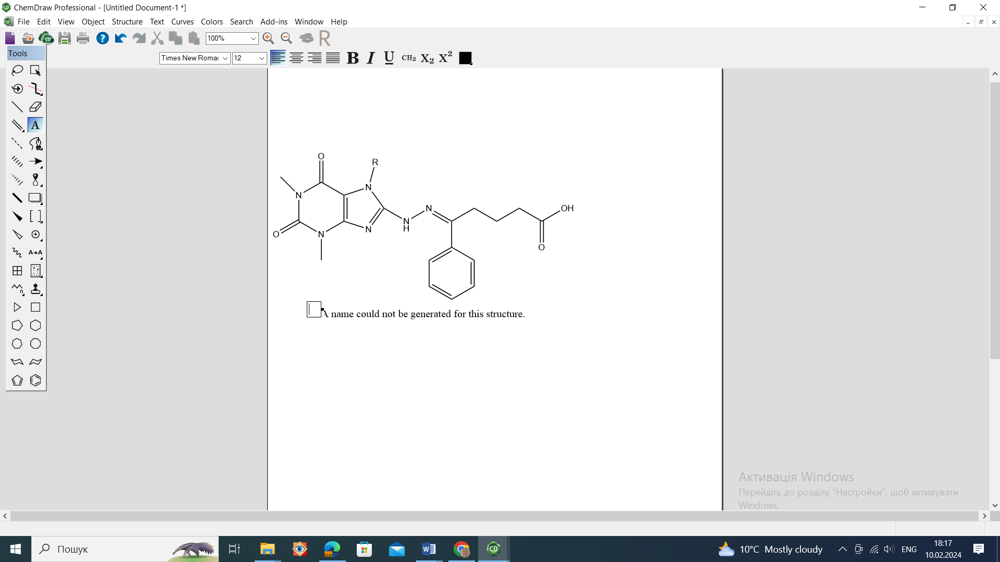 ChemDraw Professional - [Untitled Document-1 *]
File Edit View Object Structure Text Curves Colors Search Add-ins Window Help
100%
R
Tools
Times New Roma 12 B I U CH2 X2 X2
A
A→A
n
O
R
N
N
N
OH
O
N
N
N
H
O
A name could not be generated for this structure.
Активація Windows
Перейдіть до розділу "Настройки", щоб активувати
Windows.
Пошук
10°C Mostly cloudy
ENG
18:17
10.02.2024